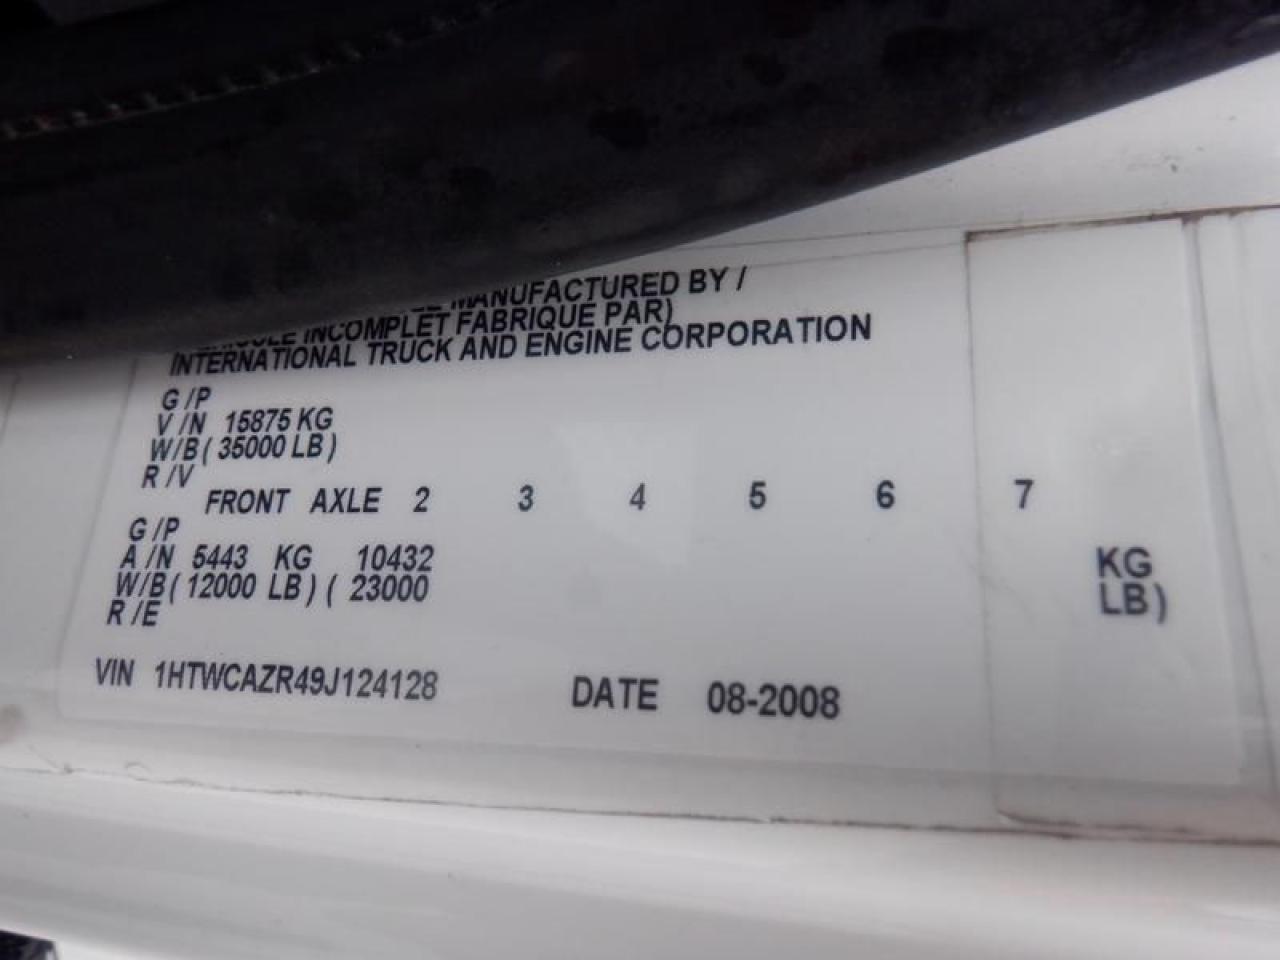 MANUFACTURED BY /
INCOMPLET FABRIQUE PAR)
INTERNATIONAL TRUCK AND ENGINE CORPORATION
G /P
V /N 15875 KG
W/B ( 35000 LB )
R /V
FRONT AXLE 2 3 4 5 6 7
G /P
A /N 5443 KG 10432 KG
W/B ( 12000 LB ) ( 23000 LB )
R /E
VIN 1HTWCAZR49J124128 DATE 08-2008